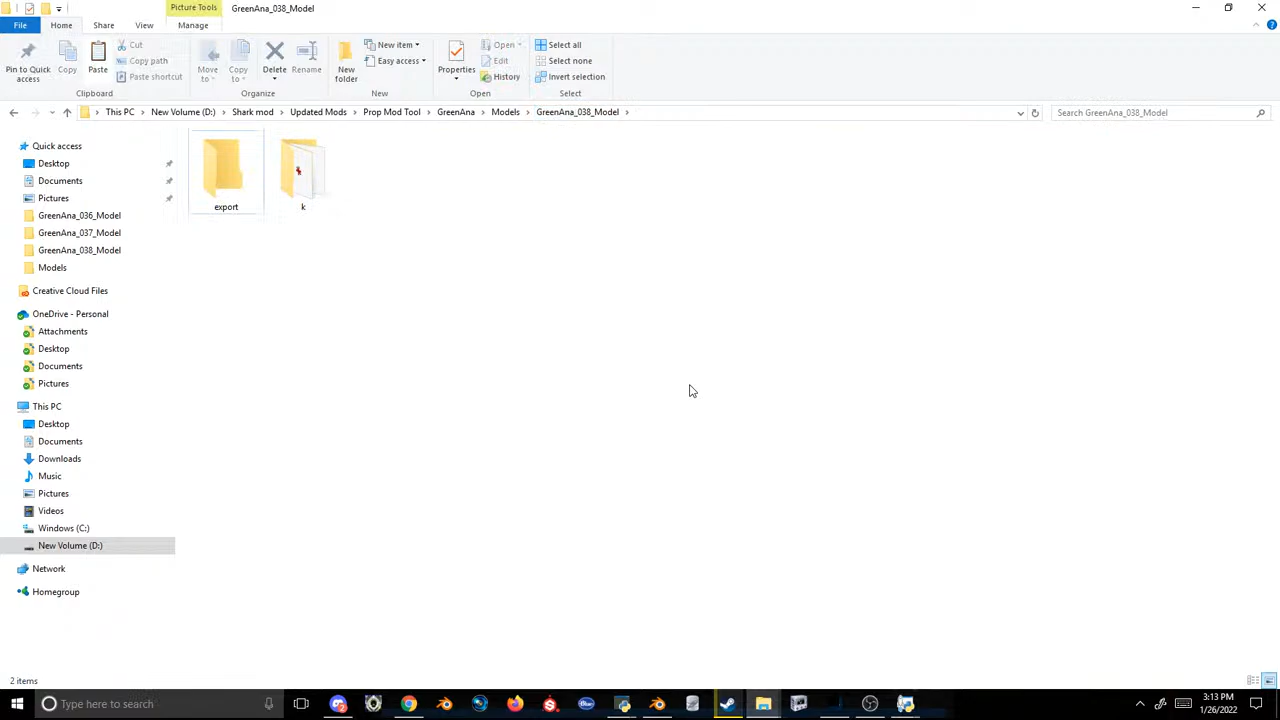 Picture Tools GreenAna_038_Model
File Home Share View Manage
Pin to Quick access
Copy
Paste
Cut
Copy path
Paste shortcut
Clipboard
Move to
Copy to
Delete
Rename
Organize
New folder
New item
Easy access
New
Properties
Open
Edit
History
Open
Select all
Select none
Invert selection
Select
This PC > New Volume (D:) > Shark mod > Updated Mods > Prop Mod Tool > GreenAna > Models > GreenAna_038_Model >
Search GreenAna_038_Model
Quick access
Desktop
Documents
Pictures
GreenAna_036_Model
GreenAna_037_Model
GreenAna_038_Model
Models
Creative Cloud Files
OneDrive - Personal
Attachments
Desktop
Documents
Pictures
This PC
Desktop
Documents
Downloads
Music
Pictures
Videos
Windows (C:)
New Volume (D:)
Network
Homegroup
export
k
2 items
Type here to search
3:13 PM
1/26/2022